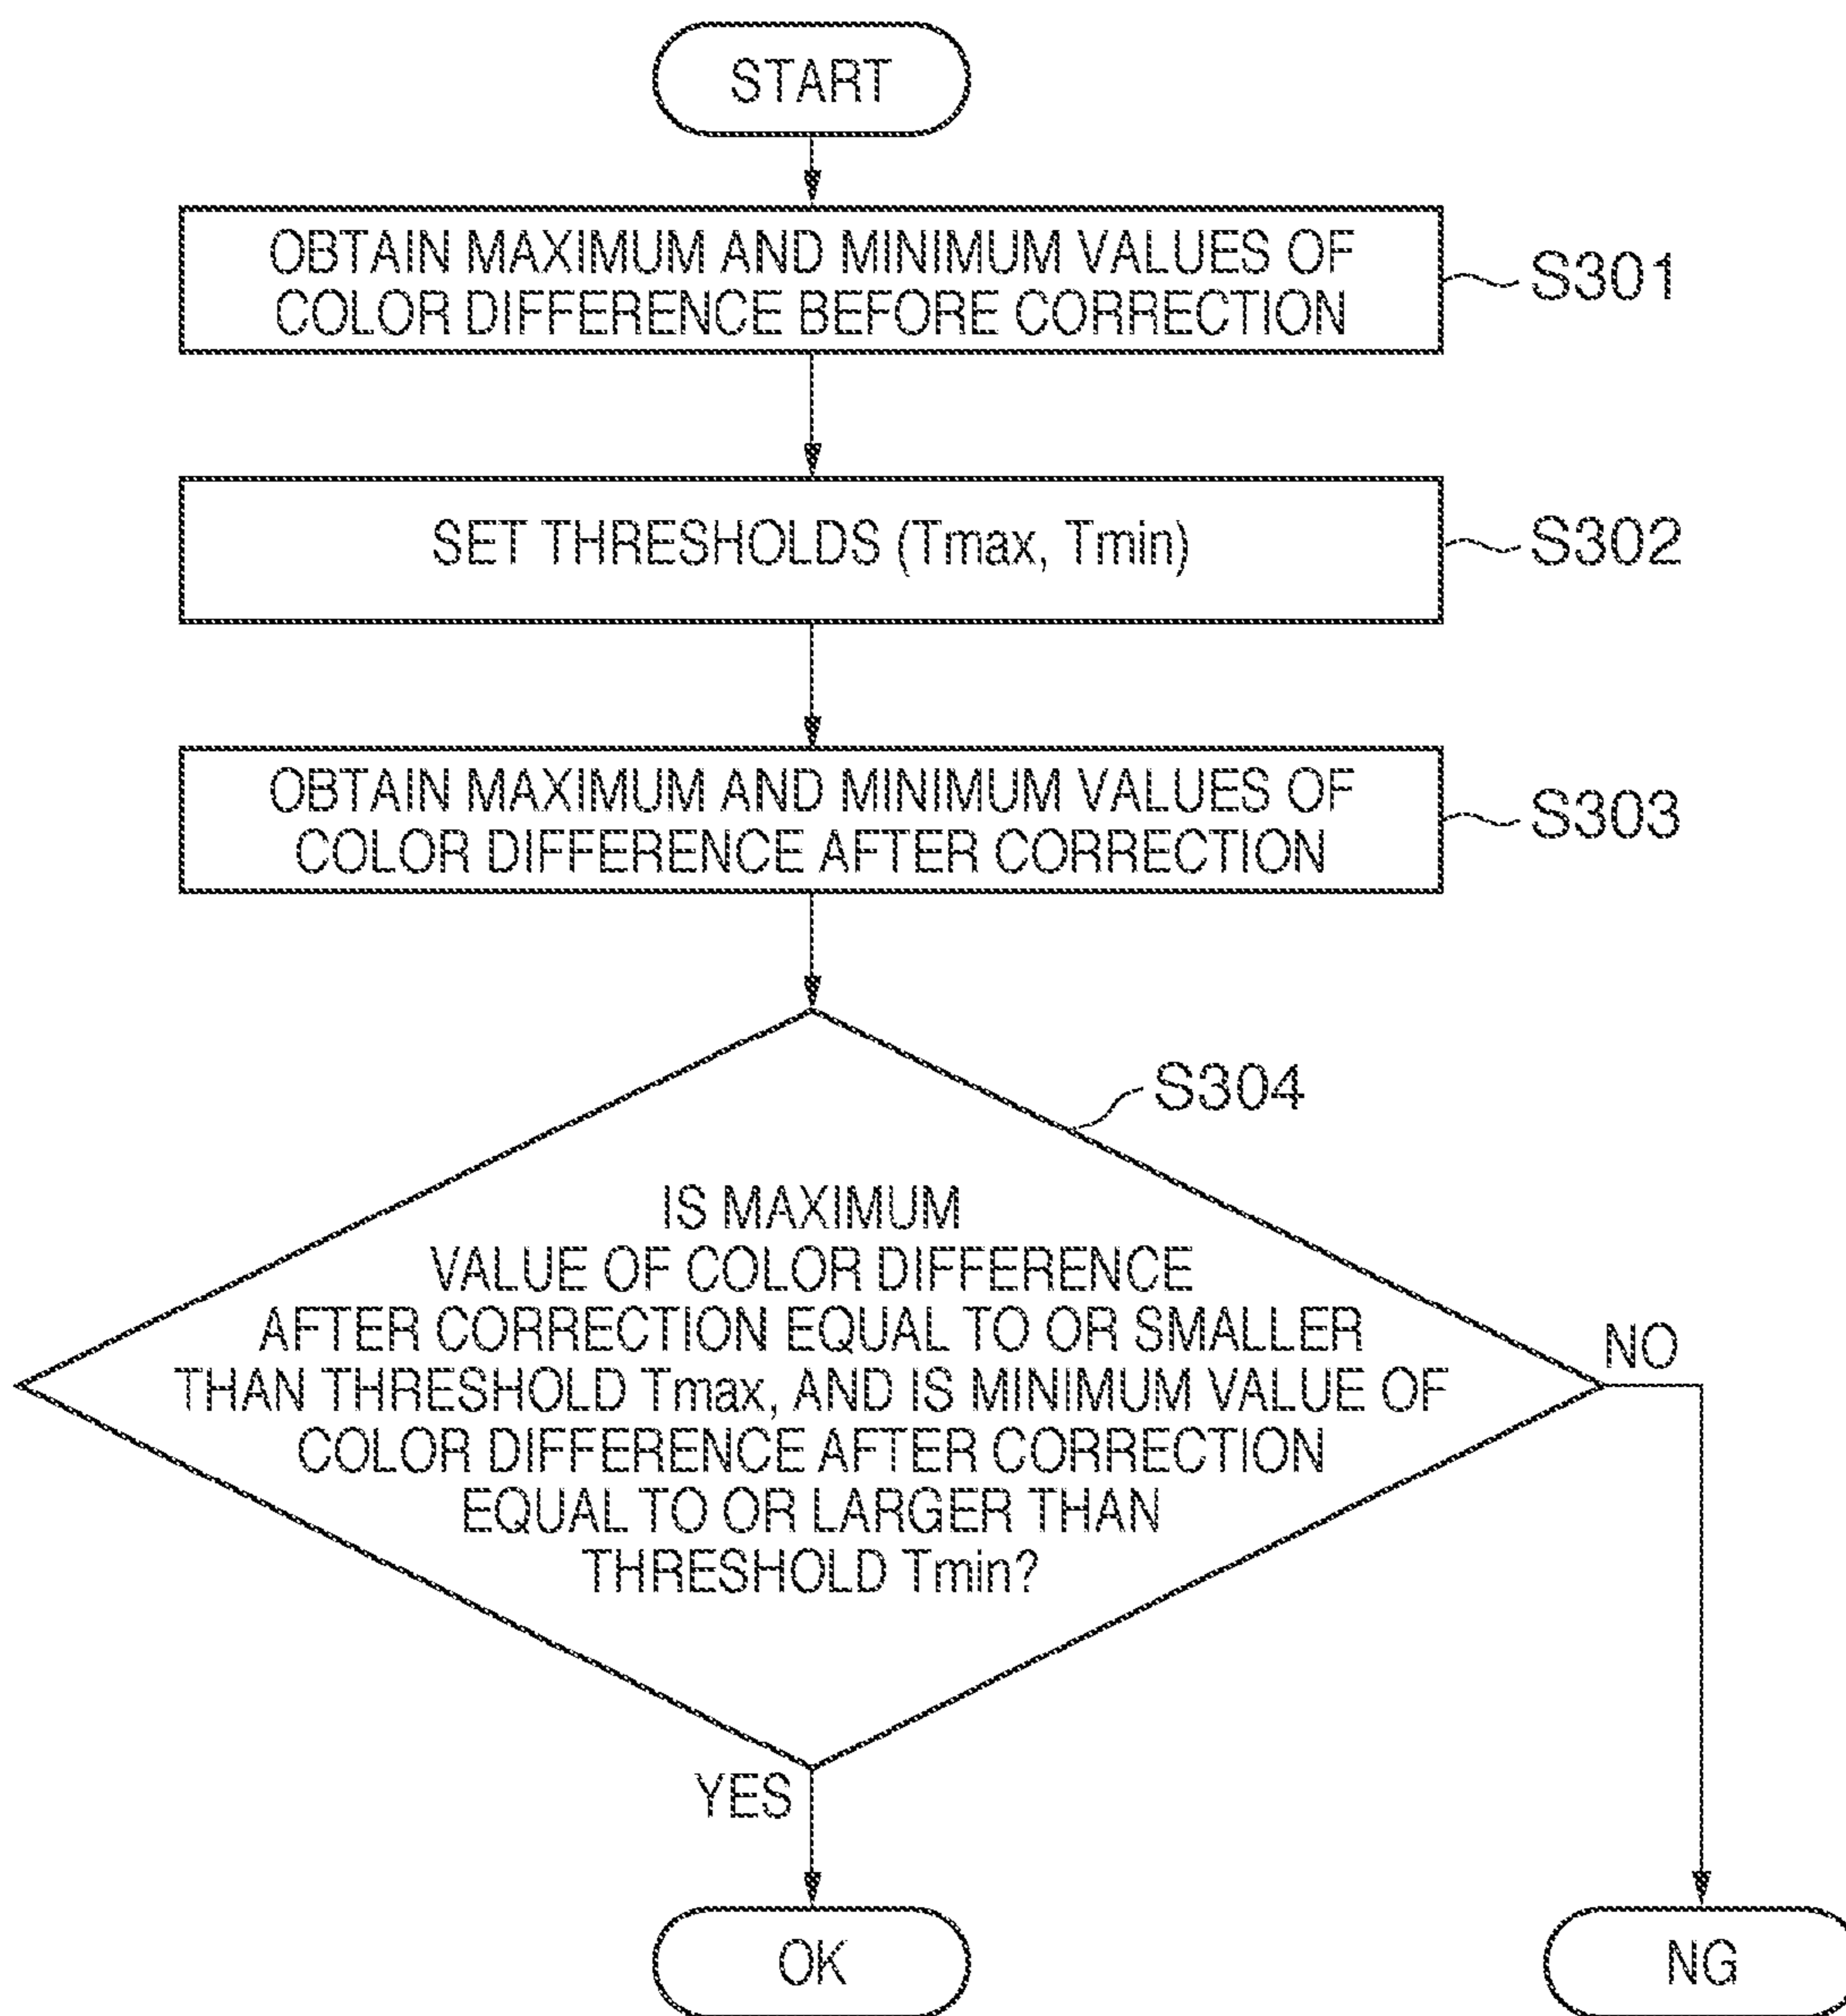 START
OBTAIN MAXIMUM AND MINIMUM VALUES OF
COLOR DIFFERENCE BEFORE CORRECTION
S301
SET THRESHOLDS (Tmax, Tmin)
S302
OBTAIN MAXIMUM AND MINIMUM VALUES OF
COLOR DIFFERENCE AFTER CORRECTION
S303
S304
IS MAXIMUM
VALUE OF COLOR DIFFERENCE
AFTER CORRECTION EQUAL TO OR SMALLER
THAN THRESHOLD Tmax, AND IS MINIMUM VALUE OF
COLOR DIFFERENCE AFTER CORRECTION
EQUAL TO OR LARGER THAN
THRESHOLD Tmin?
NO
YES
OK
NG